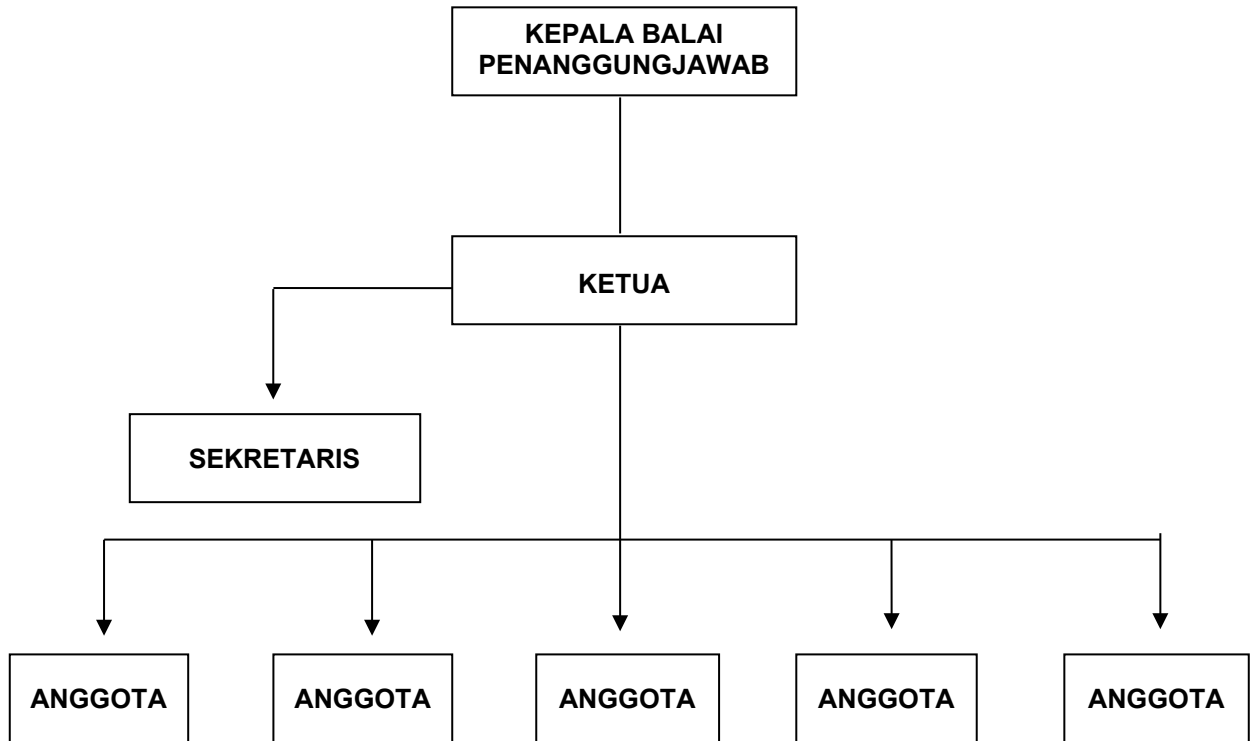 KEPALA BALAI
PENANGGUNGJAWAB
KETUA
SEKRETARIS
ANGGOTA
ANGGOTA
ANGGOTA
ANGGOTA
ANGGOTA